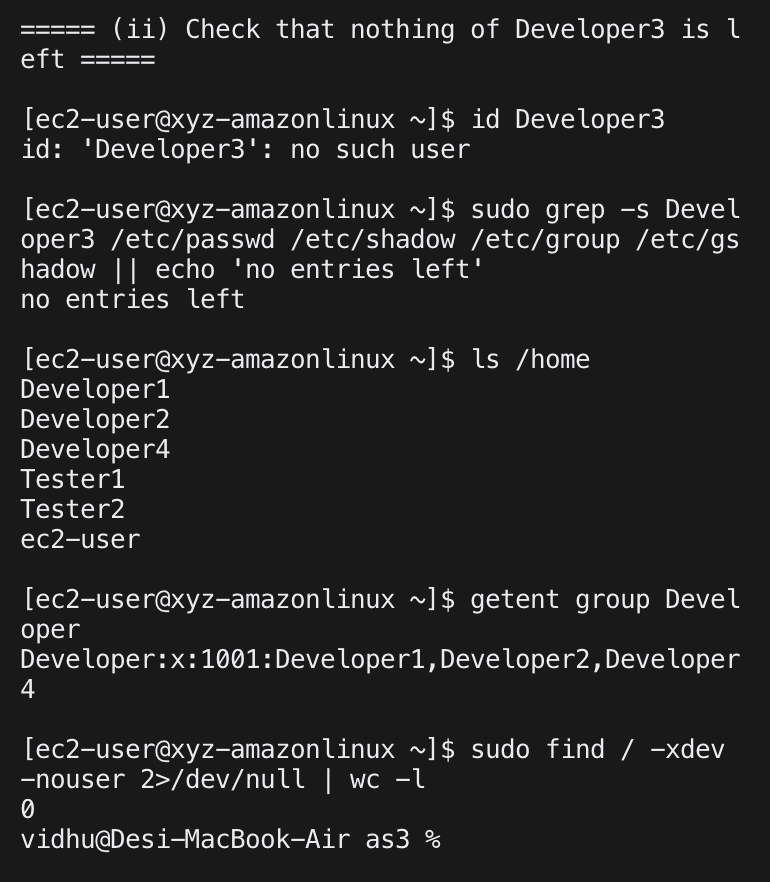 ===== (ii) Check that nothing of Developer3 is l
eft =====
[ec2-user@xyz-amazonlinux ~]$ id Developer3
id: 'Developer3': no such user
[ec2-user@xyz-amazonlinux ~]$ sudo grep -s Devel
oper3 /etc/passwd /etc/shadow /etc/group /etc/gs
hadow || echo 'no entries left'
no entries left
[ec2-user@xyz-amazonlinux ~]$ ls /home
Developer1
Developer2
Developer4
Tester1
Tester2
ec2-user
[ec2-user@xyz-amazonlinux ~]$ getent group Devel
oper
Developer:x:1001:Developer1,Developer2,Developer
4
[ec2-user@xyz-amazonlinux ~]$ sudo find / -xdev
-nouser 2>/dev/null | wc -l
0
vidhu@Desi-MacBook-Air as3 %